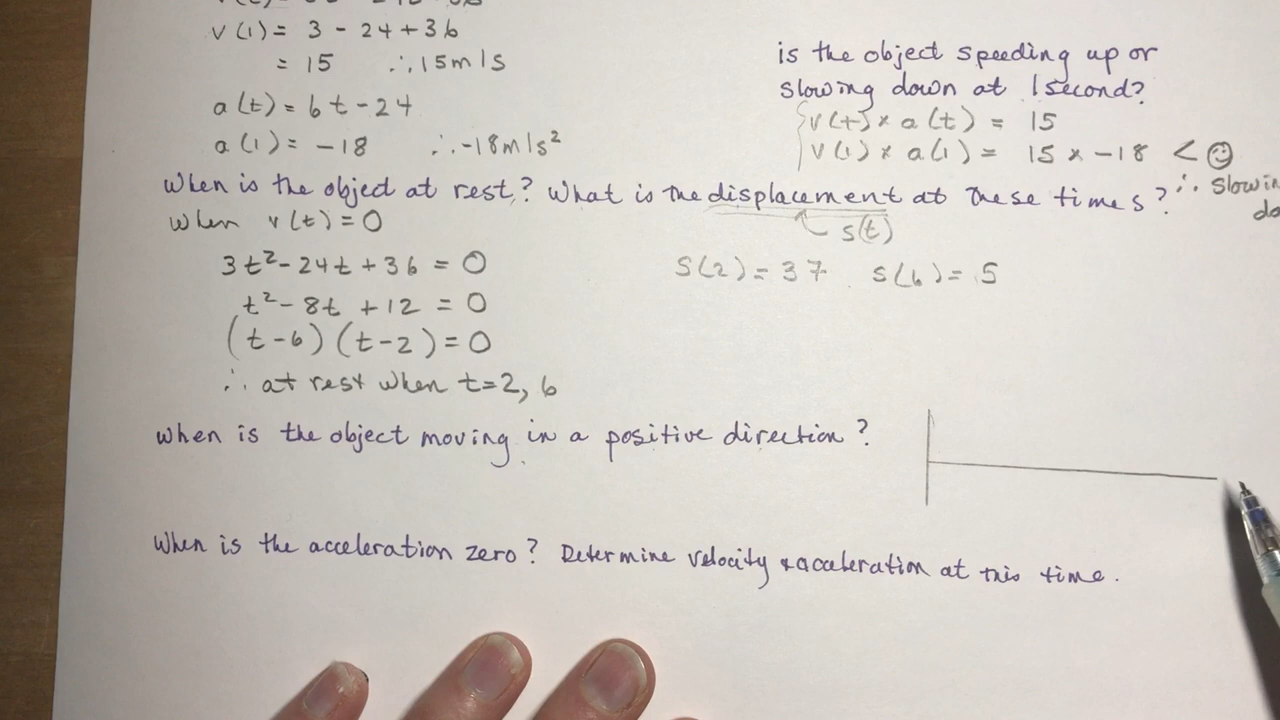 v(1) = 3 - 24 + 36
= 15 ∴ 15 m/s
a(t) = 6t - 24
a(1) = -18 ∴ -18 m/s²
is the object speeding up or
slowing down at 1 second?
v(t) × a(t) = 15
v(1) × a(1) = 15 × -18 <
∴ Slowin
do
When is the object at rest? What is the displacement at these times?
when v(t) = 0
s(t)
3t² - 24t + 36 = 0
t² - 8t + 12 = 0
(t-6)(t-2) = 0
∴ at rest when t=2, 6
S(2) = 37 S(6) = 5
When is the object moving in a positive direction?
When is the acceleration zero? Determine velocity & acceleration at this time.